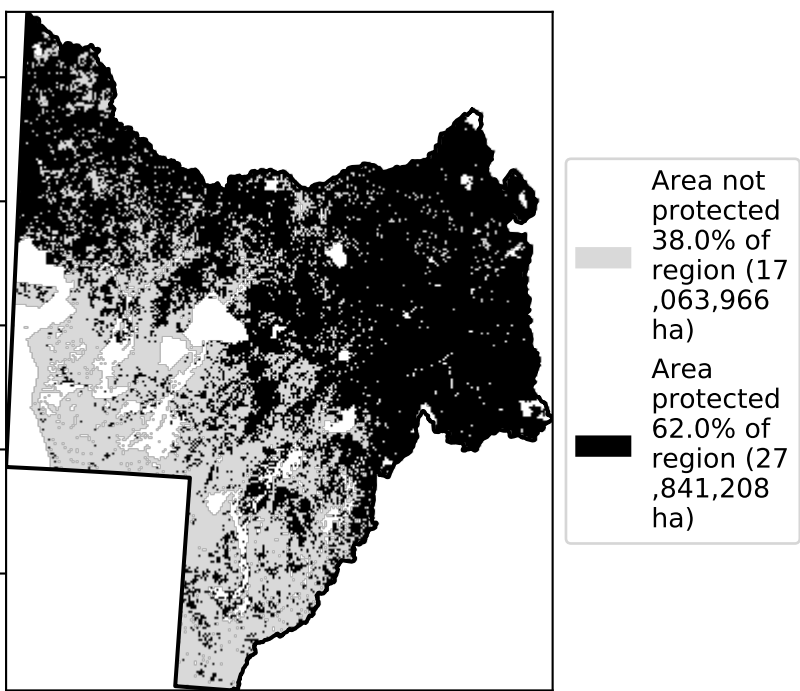 Area not
protected
38.0% of
region (17
,063,966
ha)
Area
protected
62.0% of
region (27
,841,208
ha)